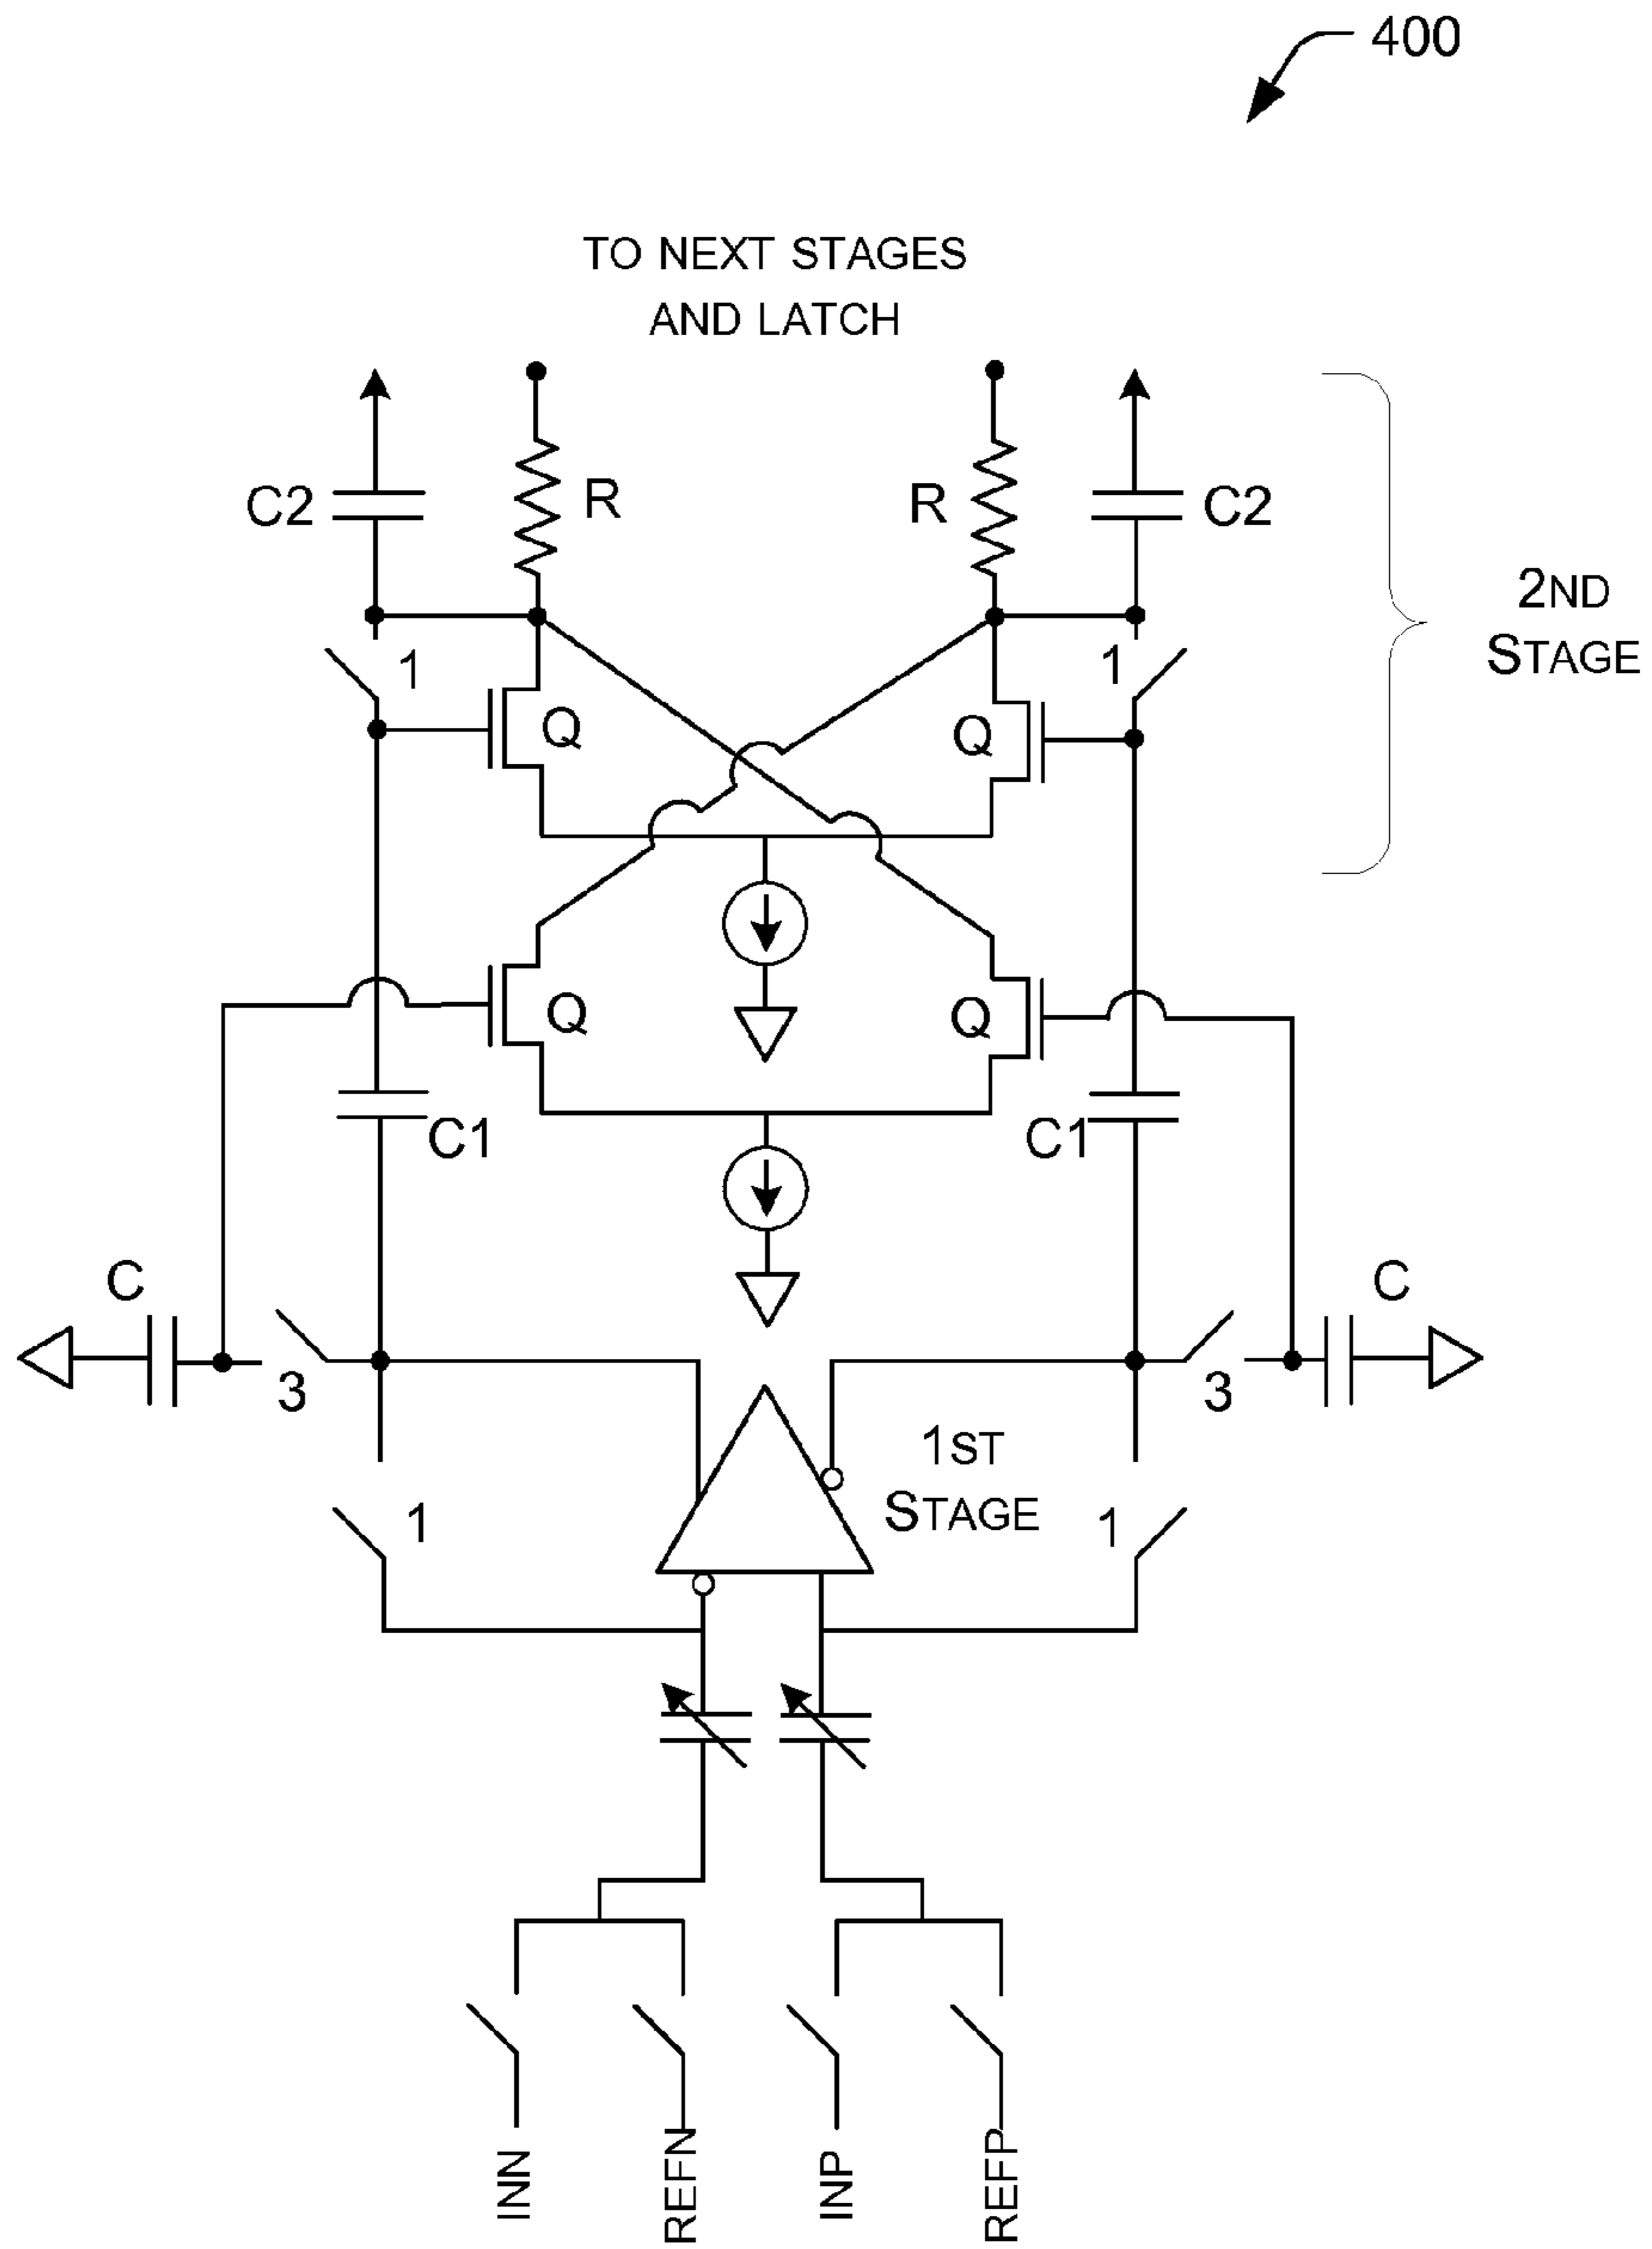 400
TO NEXT STAGES
AND LATCH
C2
R
R
C2
2ND
STAGE
1
1
Q
Q
Q
Q
C1
C1
C
C
3
3
1ST
STAGE
1
1
INN
REFN
INP
REFP